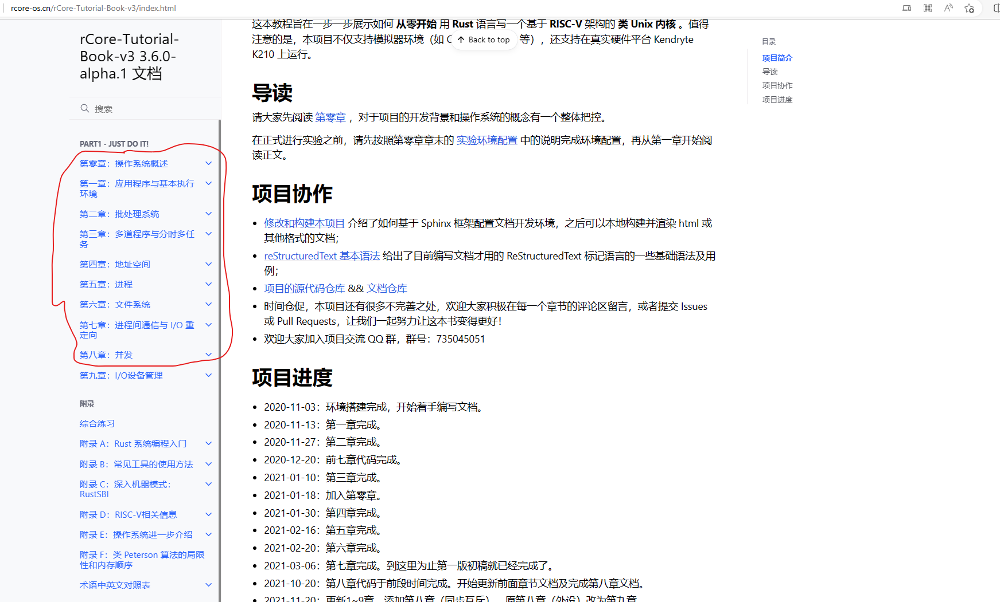 rcore-os.cn/rCore-Tutorial-Book-v3/index.html
rCore-Tutorial-
Book-v3 3.6.0-
alpha.1 文档
搜索
PART1 - JUST DO IT!
第零章：操作系统概述
第一章：应用程序与基本执行
环境
第二章：批处理系统
第三章：多道程序与分时多任
务
第四章：地址空间
第五章：进程
第六章：文件系统
第七章：进程间通信与 I/O 重
定向
第八章：并发
第九章：I/O设备管理
附录
综合练习
附录 A：Rust 系统编程入门
附录 B：常见工具的使用方法
附录 C：深入机器模式：
RustSBI
附录 D：RISC-V相关信息
附录 E：操作系统进一步介绍
附录 F：类 Peterson 算法的局限
性和内存顺序
术语中英文对照表
这本教程旨在一步一步展示如何 从零开始 用 Rust 语言写一个基于 RISC-V 架构的 类 Unix 内核 。值得
注意的是，本项目不仅支持模拟器环境（如 Back to top 等），还支持在真实硬件平台 Kendryte
K210 上运行。
导读
请大家先阅读 第零章 ，对于项目的开发背景和操作系统的概念有一个整体把控。
在正式进行实验之前，请先按照第零章章末的 实验环境配置 中的说明完成环境配置，再从第一章开始阅
读正文。
项目协作
修改和构建本项目 介绍了如何基于 Sphinx 框架配置文档开发环境，之后可以本地构建并渲染 html 或
其他格式的文档；
reStructuredText 基本语法 给出了目前编写文档才用的 ReStructuredText 标记语言的一些基础语法及用
例；
项目的源代码仓库 && 文档仓库
时间仓促，本项目还有很多不完善之处，欢迎大家积极在每一个章节的评论区留言，或者提交 Issues
或 Pull Requests，让我们一起努力让这本书变得更好！
欢迎大家加入项目交流 QQ 群，群号：735045051
项目进度
2020-11-03：环境搭建完成，开始着手编写文档。
2020-11-13：第一章完成。
2020-11-27：第二章完成。
2020-12-20：前七章代码完成。
2021-01-10：第三章完成。
2021-01-18：加入第零章。
2021-01-30：第四章完成。
2021-02-16：第五章完成。
2021-02-20：第六章完成。
2021-03-06：第七章完成。到这里为止第一版初稿就已经完成了。
2021-10-20：第八章代码于前段时间完成。开始更新前面章节文档及完成第八章文档。
2021-11-20：更新1~9章，添加第八章（同步互斥），原第八章（外设）改为第九章。
目录
项目简介
导读
项目协作
项目进度